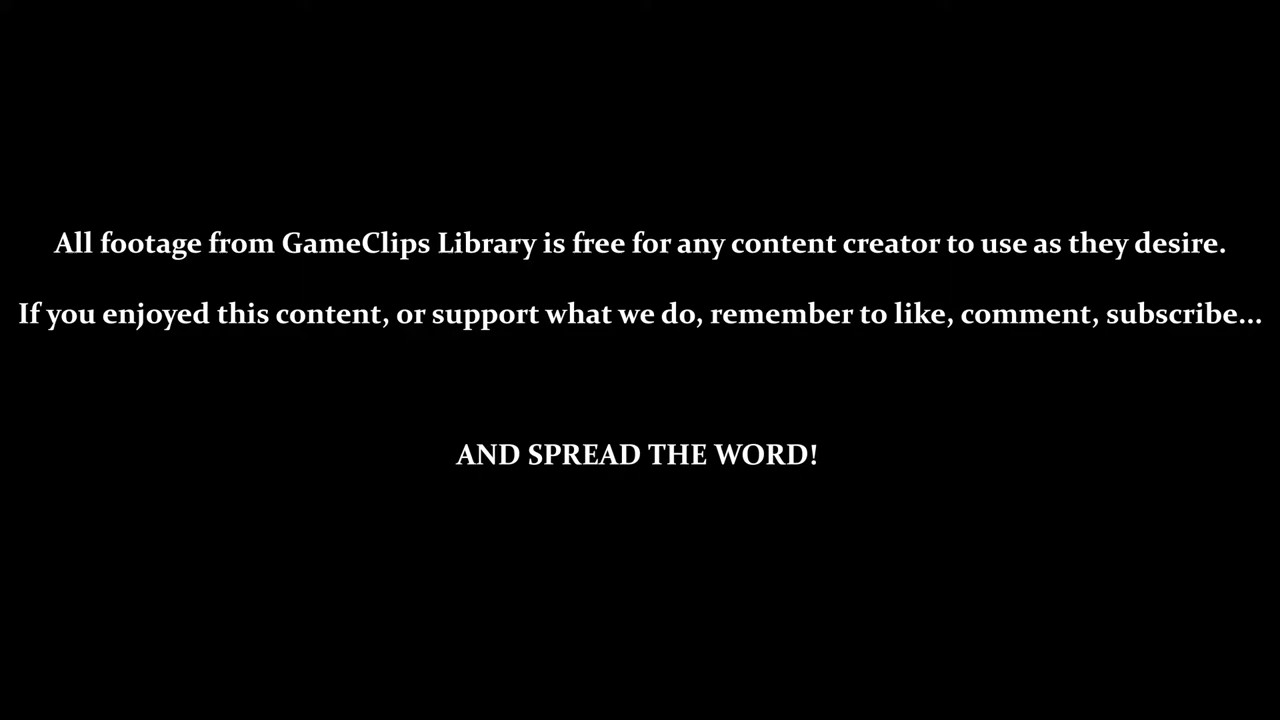 All footage from GameClips Library is free for any content creator to use as they desire.
If you enjoyed this content, or support what we do, remember to like, comment, subscribe...
AND SPREAD THE WORD!